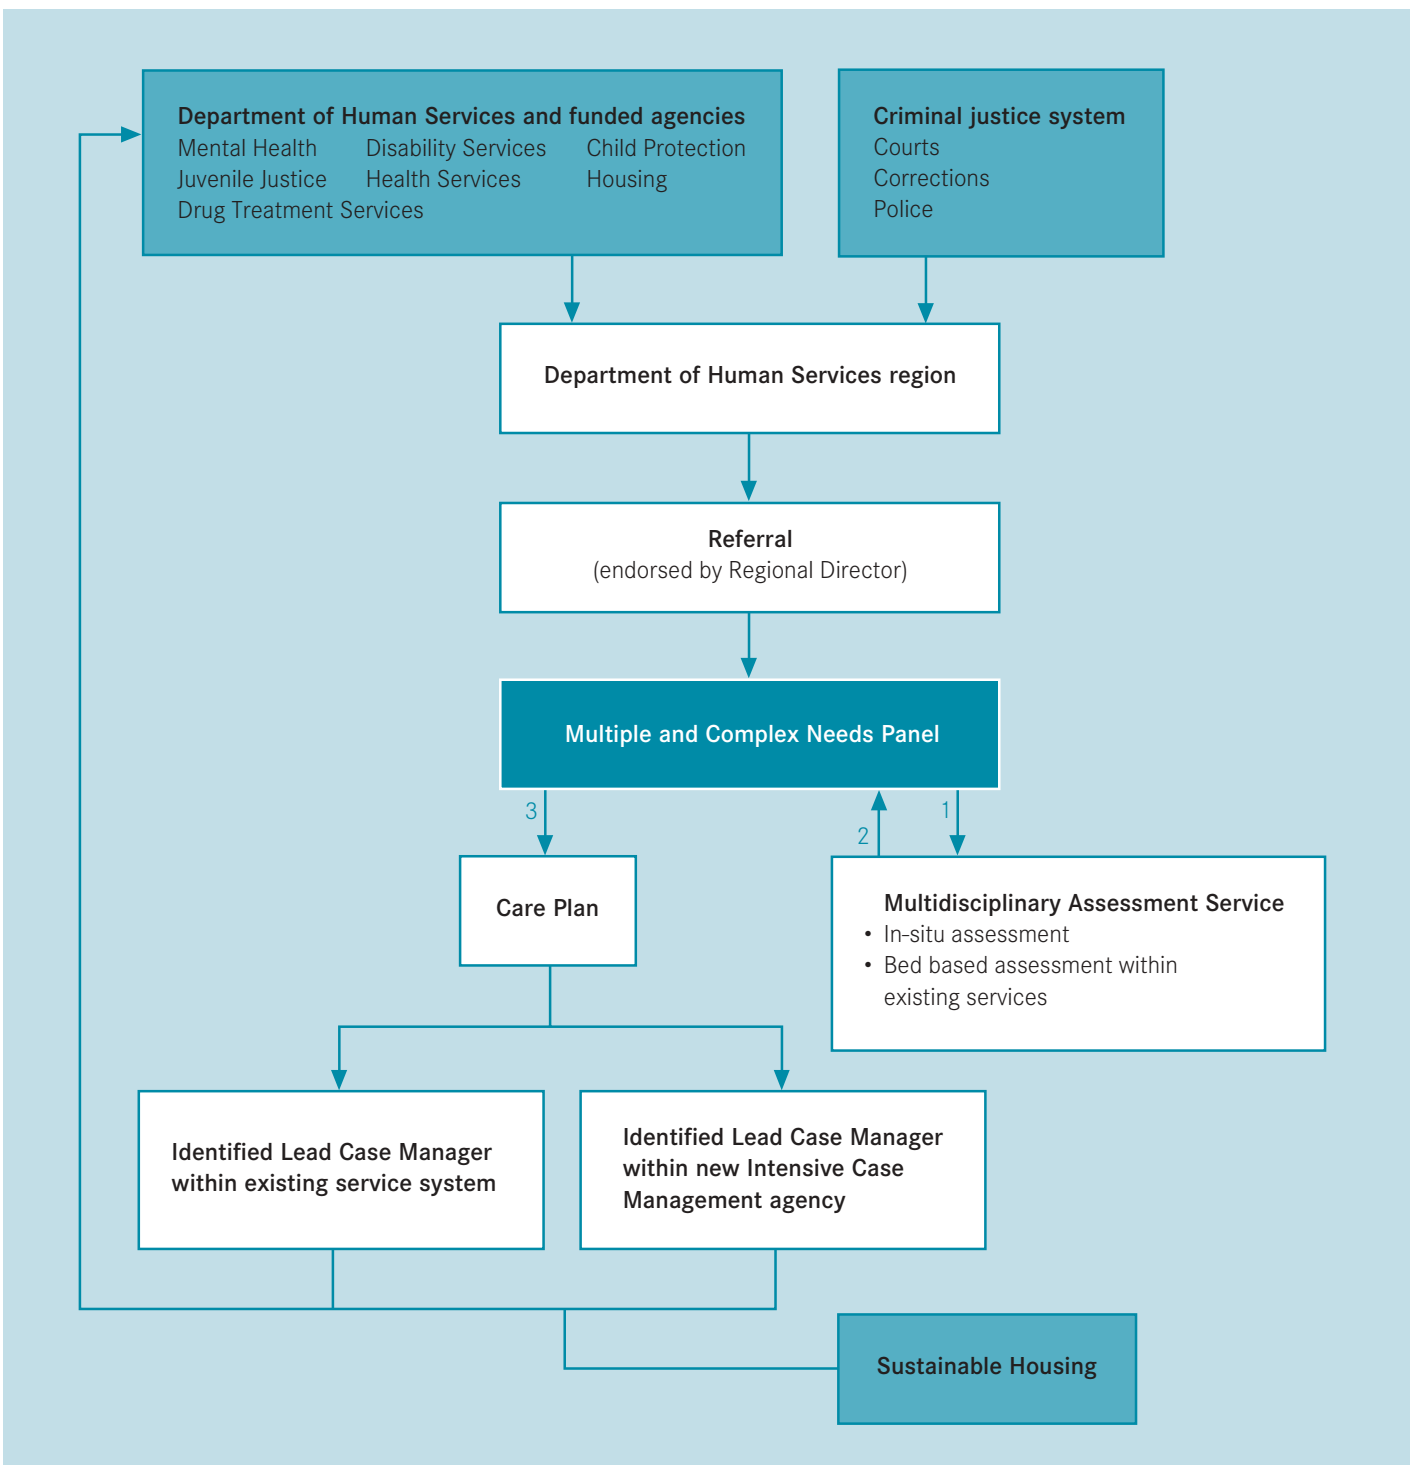 Department of Human Services and funded agencies
Mental Health Disability Services Child Protection
Juvenile Justice Health Services Housing
Drug Treatment Services
Criminal justice system
Courts
Corrections
Police
Department of Human Services region
Referral
(endorsed by Regional Director)
Multiple and Complex Needs Panel
3
2
1
Care Plan
Multidisciplinary Assessment Service
• In-situ assessment
• Bed based assessment within
existing services
Identified Lead Case Manager
within existing service system
Identified Lead Case Manager
within new Intensive Case
Management agency
Sustainable Housing